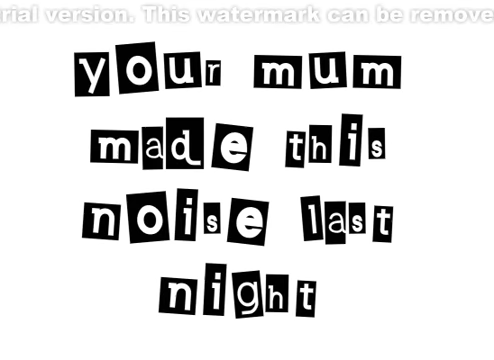 rial version. This watermark can be remove
your mum
made this
noise last
night